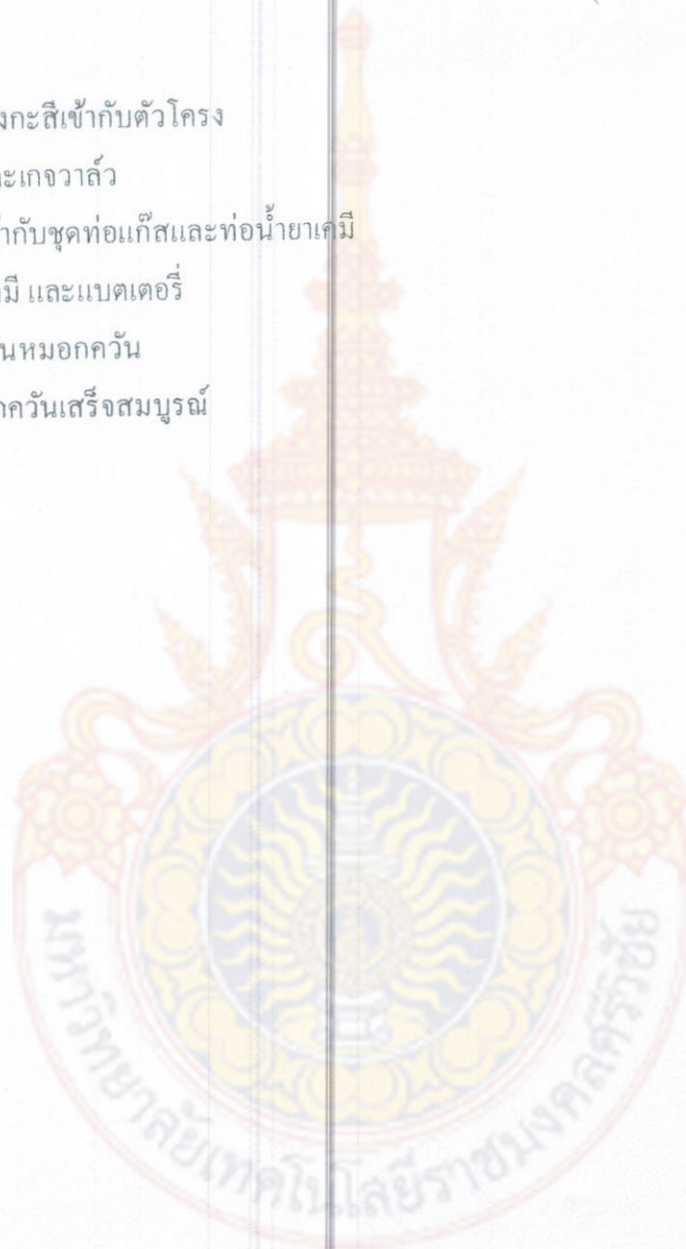 งกะสีเข้ากับตัวโครง
ะเกจวาล์ว
ากับชุดท่อแก๊สและท่อน้ำยาเคมี
มี และแบตเตอรี่
นหมอกควัน
กควันเสร็จสมบูรณ์
มหาวิทยาลัยเทคโนโลยีราชมงคลศรีวิชัย